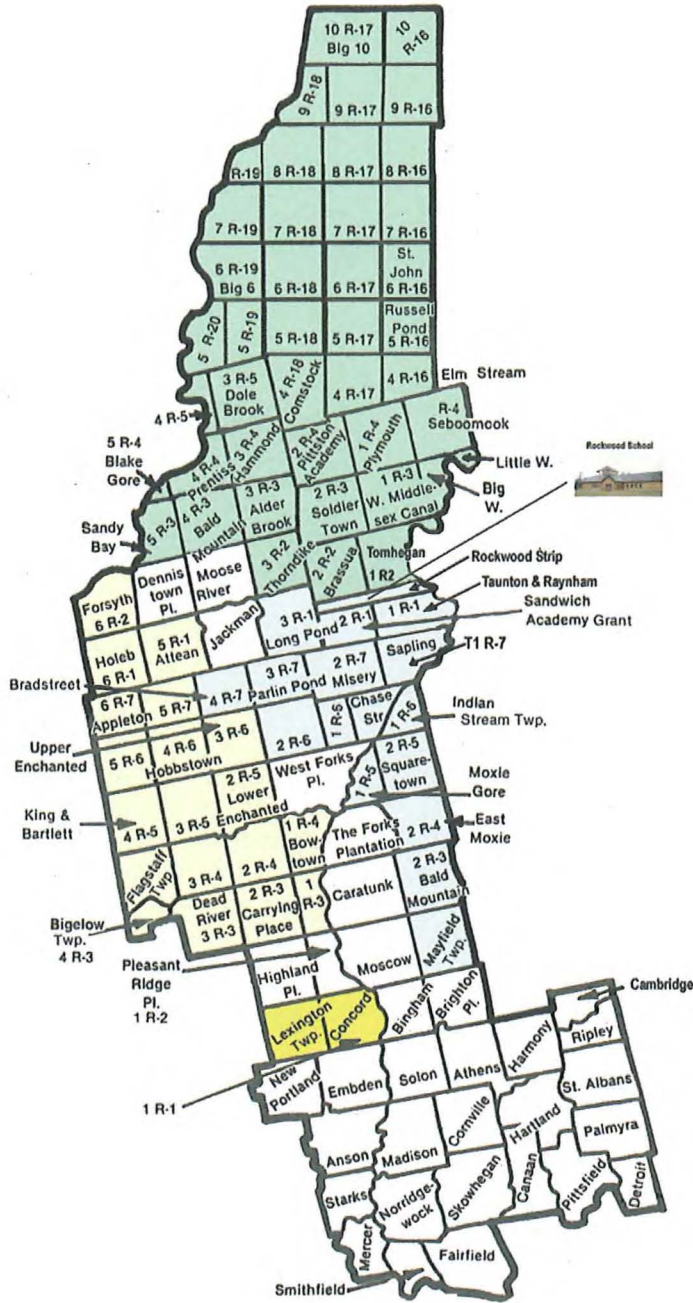 10 R-17
Big 10
10
R-16
9 R-18
9 R-17
9 R-16
R-19
8 R-18
8 R-17
8 R-16
7 R-19
7 R-18
7 R-17
7 R-16
6 R-19
Big 6
6 R-18
6 R-17
St.
John
6 R-16
5 R-20
5 R-19
5 R-18
5 R-17
Russell
Pond
5 R-16
4 R-5
3 R-5
Dole
Brook
4 R-18
Comstock
4 R-17
4 R-16
Elm Stream
5 R-4
Blake
Gore
4 R-4
Prentiss
3 R-4
Hammond
2 R-4
Pittston
Academy
1 R-4
Plymouth
R-4
Seboomook
Little W.
Rockwood School
Sandy
Bay
5 R-3
4 R-3
Bald
Mountain
3 R-3
Alder
Brook
2 R-3
Soldier
Town
1 R-3
W. Middle-
sex Canal
Big
W.
Forsyth
6 R-2
Dennis
town
Pl.
Moose
River
3 R-2
Thorndike
2 R-2
Brassua
Tomhegan
1 R2
Rockwood Strip
Taunton & Raynham
Holeb
6 R-1
5 R-1
Attean
Jackman
3 R-1
Long Pond
2 R-1
1 R-1
Sandwich
Academy Grant
Bradstreet
6 R-7
Appleton
5 R-7
4 R-7
3 R-7
Parlin Pond
2 R-7
Misery
Sapling
T1 R-7
Upper
Enchanted
5 R-6
4 R-6
Hobbstown
3 R-6
2 R-6
1 R-6
Chase
Str
1 R-6
Indian
Stream Twp.
King &
Bartlett
4 R-5
3 R-5
2 R-5
Lower
Enchanted
West Forks
Pl.
1 R-5
2 R-5
Square-
town
Moxie
Gore
Flagstaff
Twp
3 R-4
2 R-4
1 R-4
Bow-
town
The Forks
Plantation
2 R-4
East
Moxie
Bigelow
Twp.
4 R-3
Dead
River
3 R-3
2 R-3
Carrying
Place
1
R-3
Caratunk
2 R-3
Bald
Mountain
Pleasant
Ridge
Pl.
1 R-2
Highland
Pl.
Moscow
Mayfield
Twp.
Lexington
Twp.
Concord
Bingham
Brighton
Pl.
Cambridge
1 R-1
New
Portland
Embden
Solon
Athens
Harmony
Ripley
Anson
Madison
Cornville
Hartland
St. Albans
Palmyra
Starks
Norridge-
wock
Skowhegan
Canaan
Pittsfield
Detroit
Mercer
Smithfield
Fairfield